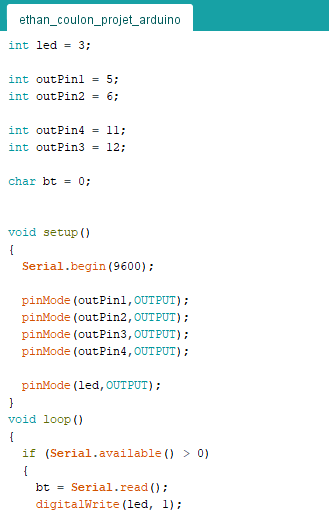 ethan_coulon_projet_arduino
int led = 3;
int outPin1 = 5;
int outPin2 = 6;
int outPin4 = 11;
int outPin3 = 12;
char bt = 0;
void setup()
{
Serial.begin(9600);
pinMode(outPin1,OUTPUT);
pinMode(outPin2,OUTPUT);
pinMode(outPin3,OUTPUT);
pinMode(outPin4,OUTPUT);
pinMode(led,OUTPUT);
}
void loop()
{
if (Serial.available() > 0)
{
bt = Serial.read();
digitalWrite(led, 1);